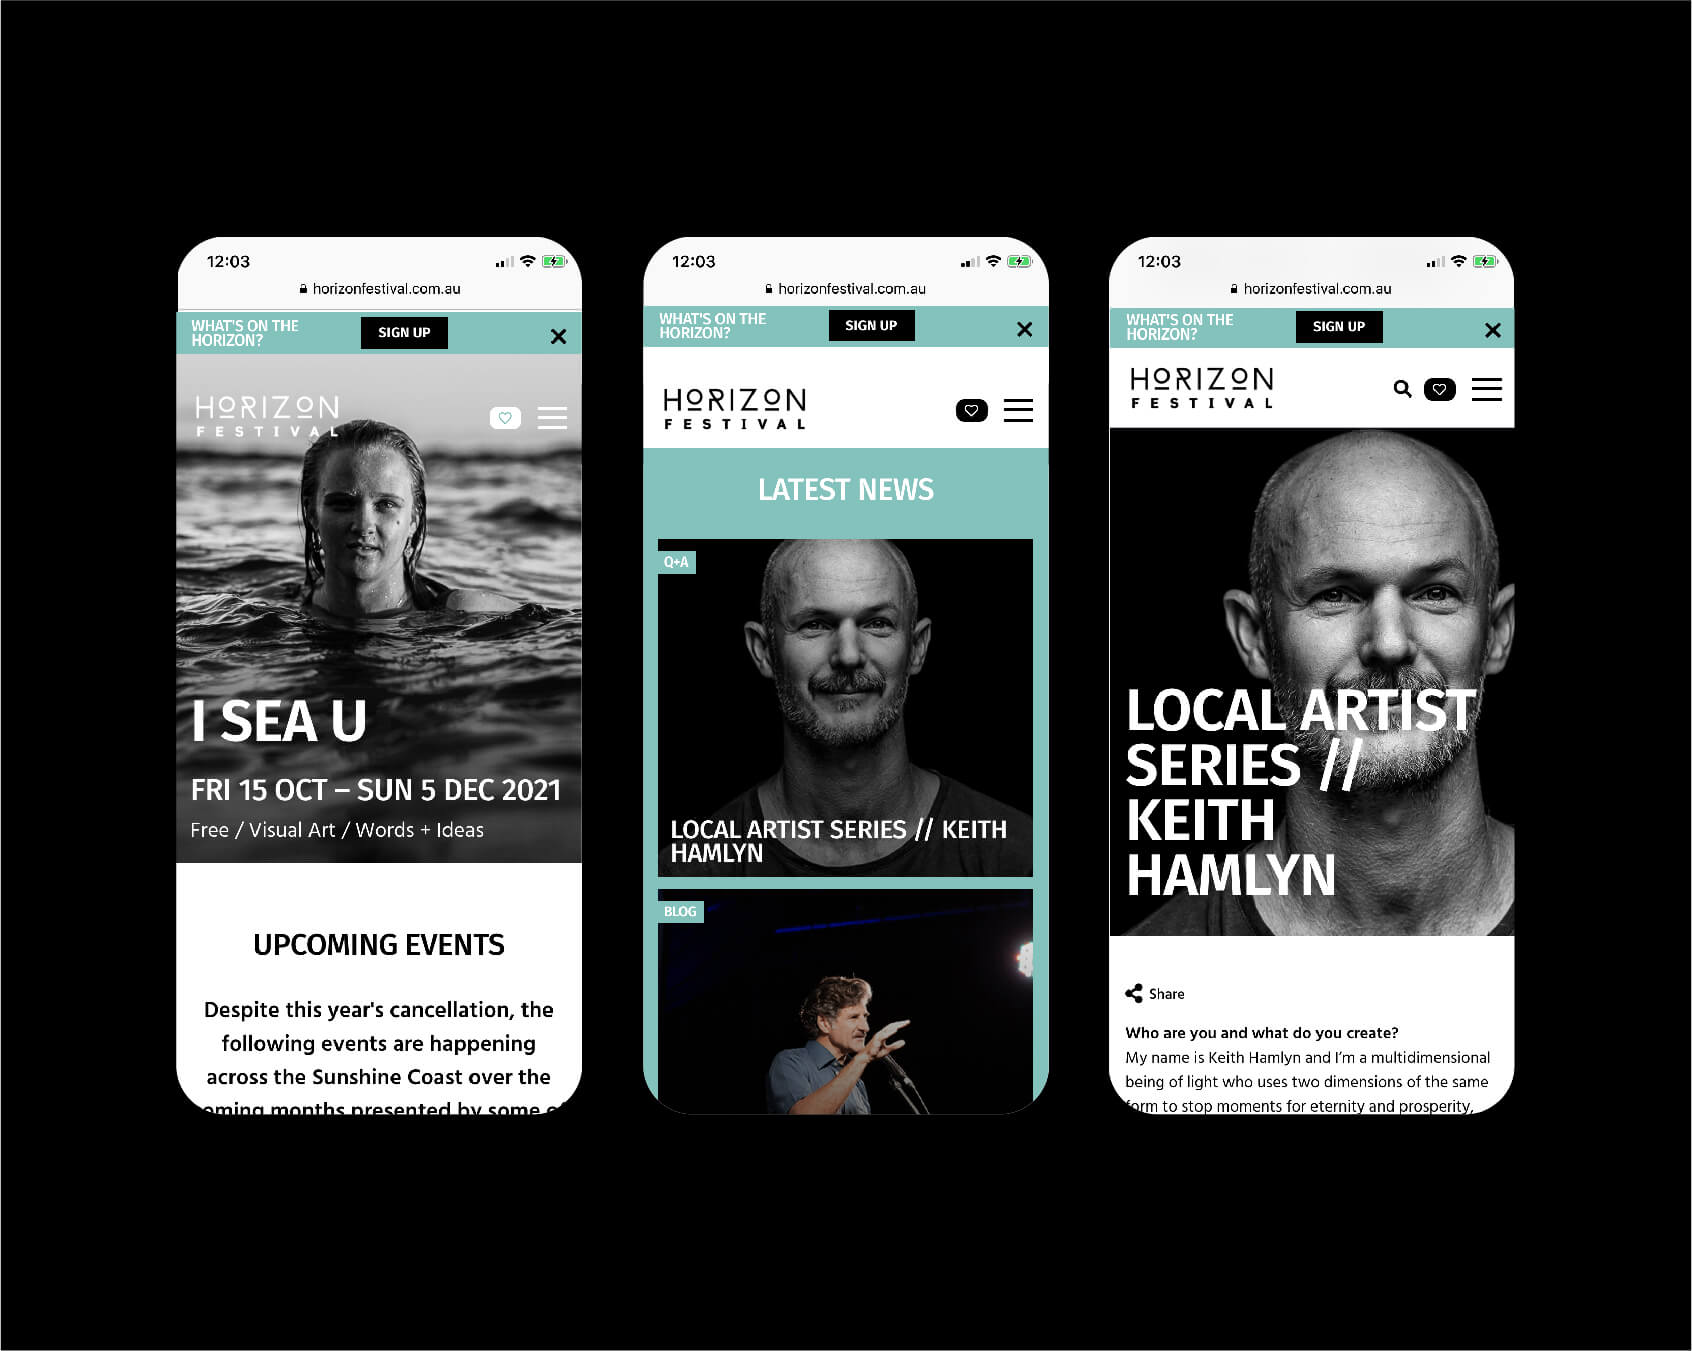 12:03
horizonfestival.com.au
WHAT'S ON THE
HORIZON?
SIGN UP
HORIZON
FESTIVAL
I SEA U
FRI 15 OCT – SUN 5 DEC 2021
Free / Visual Art / Words + Ideas
UPCOMING EVENTS
Despite this year's cancellation, the
following events are happening
across the Sunshine Coast over the
months presented by some
12:03
horizonfestival.com.au
WHAT'S ON THE
HORIZON?
SIGN UP
HORIZON
FESTIVAL
LATEST NEWS
Q+A
LOCAL ARTIST SERIES // KEITH
HAMLYN
BLOG
12:03
horizonfestival.com.au
WHAT'S ON THE
HORIZON?
SIGN UP
HORIZON
FESTIVAL
LOCAL ARTIST
SERIES //
KEITH
HAMLYN
Share
Who are you and what do you create?
My name is Keith Hamlyn and I'm a multidimensional
being of light who uses two dimensions of the same
form to stop moments for eternity and prosperity,